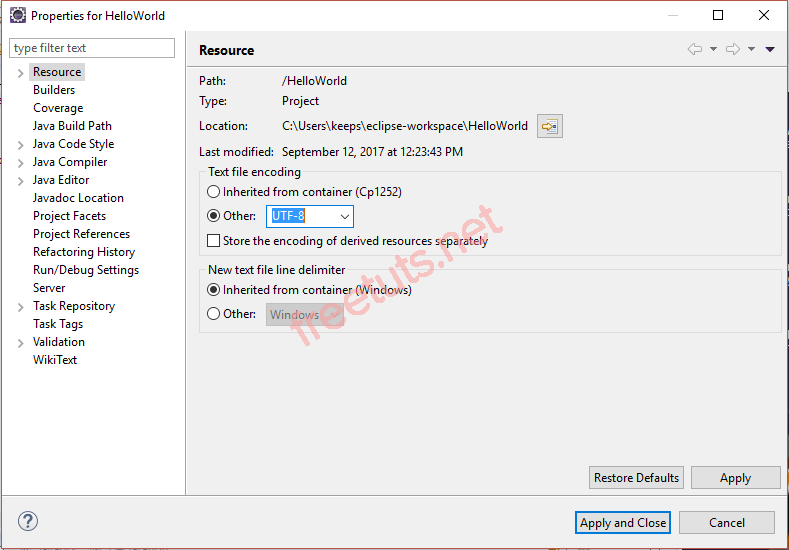 Properties for HelloWorld
type filter text
Resource
Builders
Coverage
Java Build Path
Java Code Style
Java Compiler
Java Editor
Javadoc Location
Project Facets
Project References
Refactoring History
Run/Debug Settings
Server
Task Repository
Task Tags
Validation
WikiText
Resource
Path: /HelloWorld
Type: Project
Location: C:\Users\keeps\eclipse-workspace\HelloWorld
Last modified: September 12, 2017 at 12:23:43 PM
Text file encoding
Inherited from container (Cp1252)
Other: UTF-8
Store the encoding of derived resources separately
New text file line delimiter
Inherited from container (Windows)
Other: Windows
freetuts.net
Restore Defaults Apply
? Apply and Close Cancel